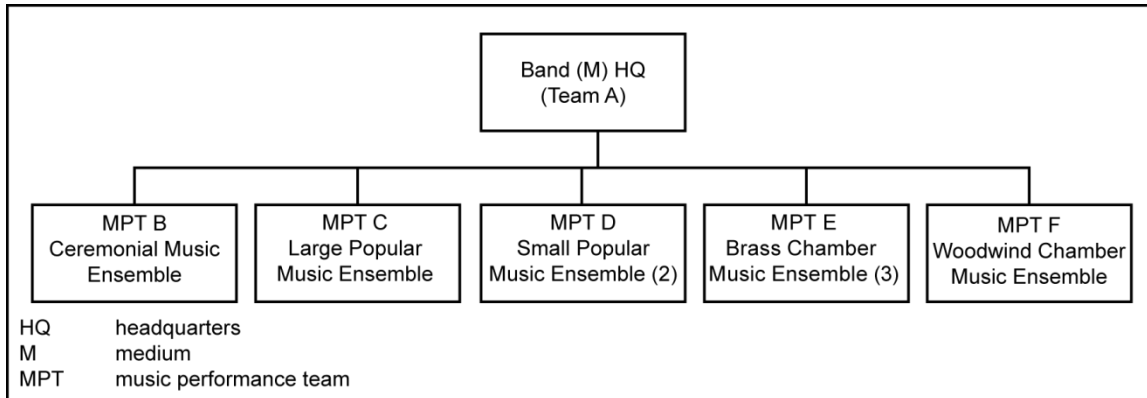 Band (M) HQ
(Team A)
MPT B
Ceremonial Music
Ensemble
MPT C
Large Popular
Music Ensemble
MPT D
Small Popular
Music Ensemble (2)
MPT E
Brass Chamber
Music Ensemble (3)
MPT F
Woodwind Chamber
Music Ensemble
HQ headquarters
M medium
MPT music performance team